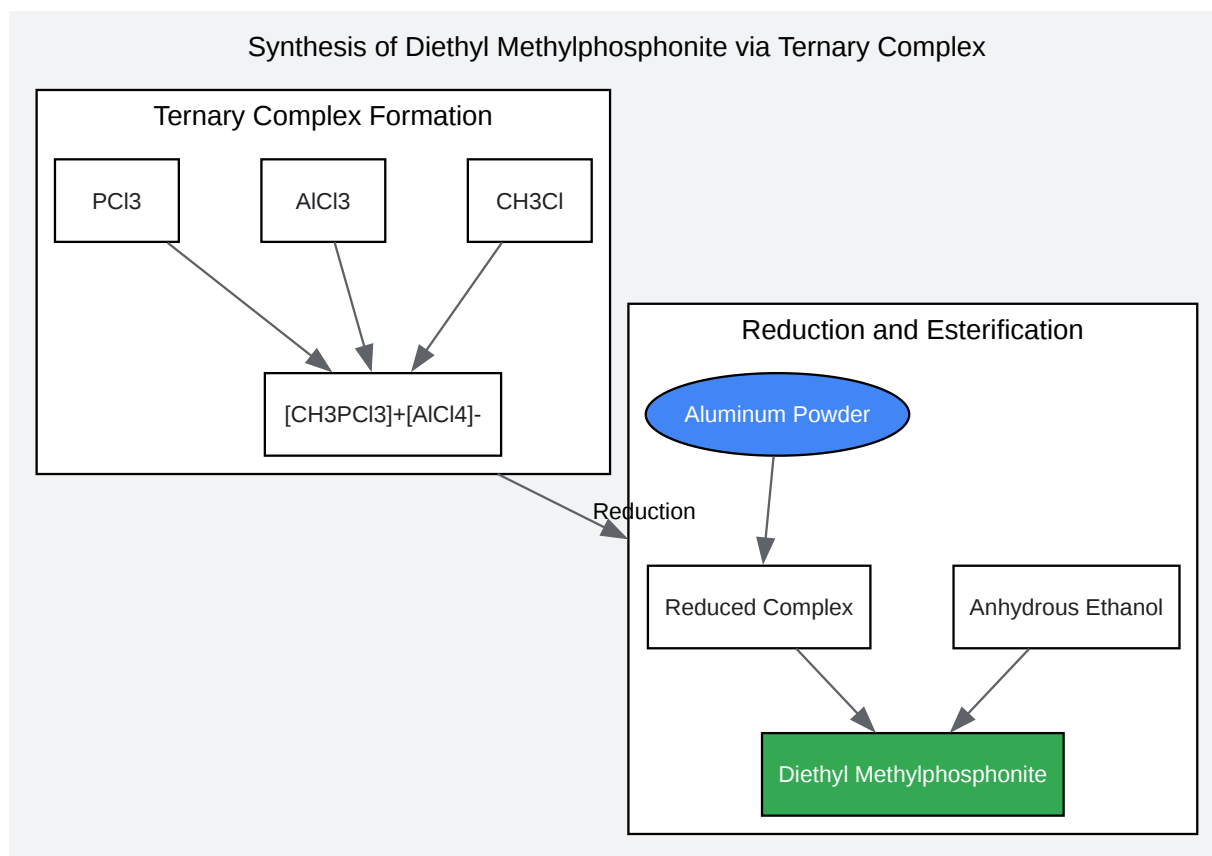 Synthesis of Diethyl Methylphosphonite via Ternary Complex
Ternary Complex Formation
PCl3
AlCl3
CH3Cl
[CH3PCl3]+[AlCl4]-
Reduction
Reduction and Esterification
Aluminum Powder
Reduced Complex
Anhydrous Ethanol
Diethyl Methylphosphonite